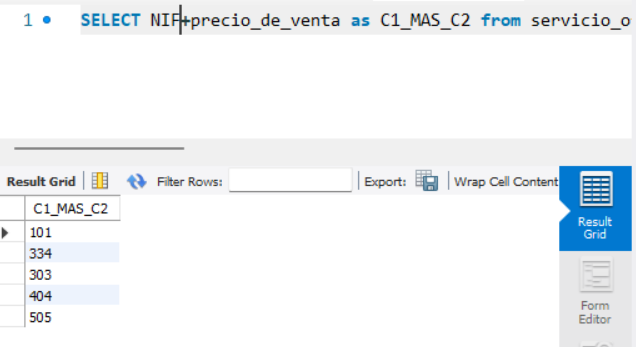 1 SELECT NIF+precio_de_venta as C1_MAS_C2 from servicio_o
Result Grid Filter Rows: Export: Wrap Cell Content
C1_MAS_C2
101
334
303
404
505
Result
Grid
Form
Editor